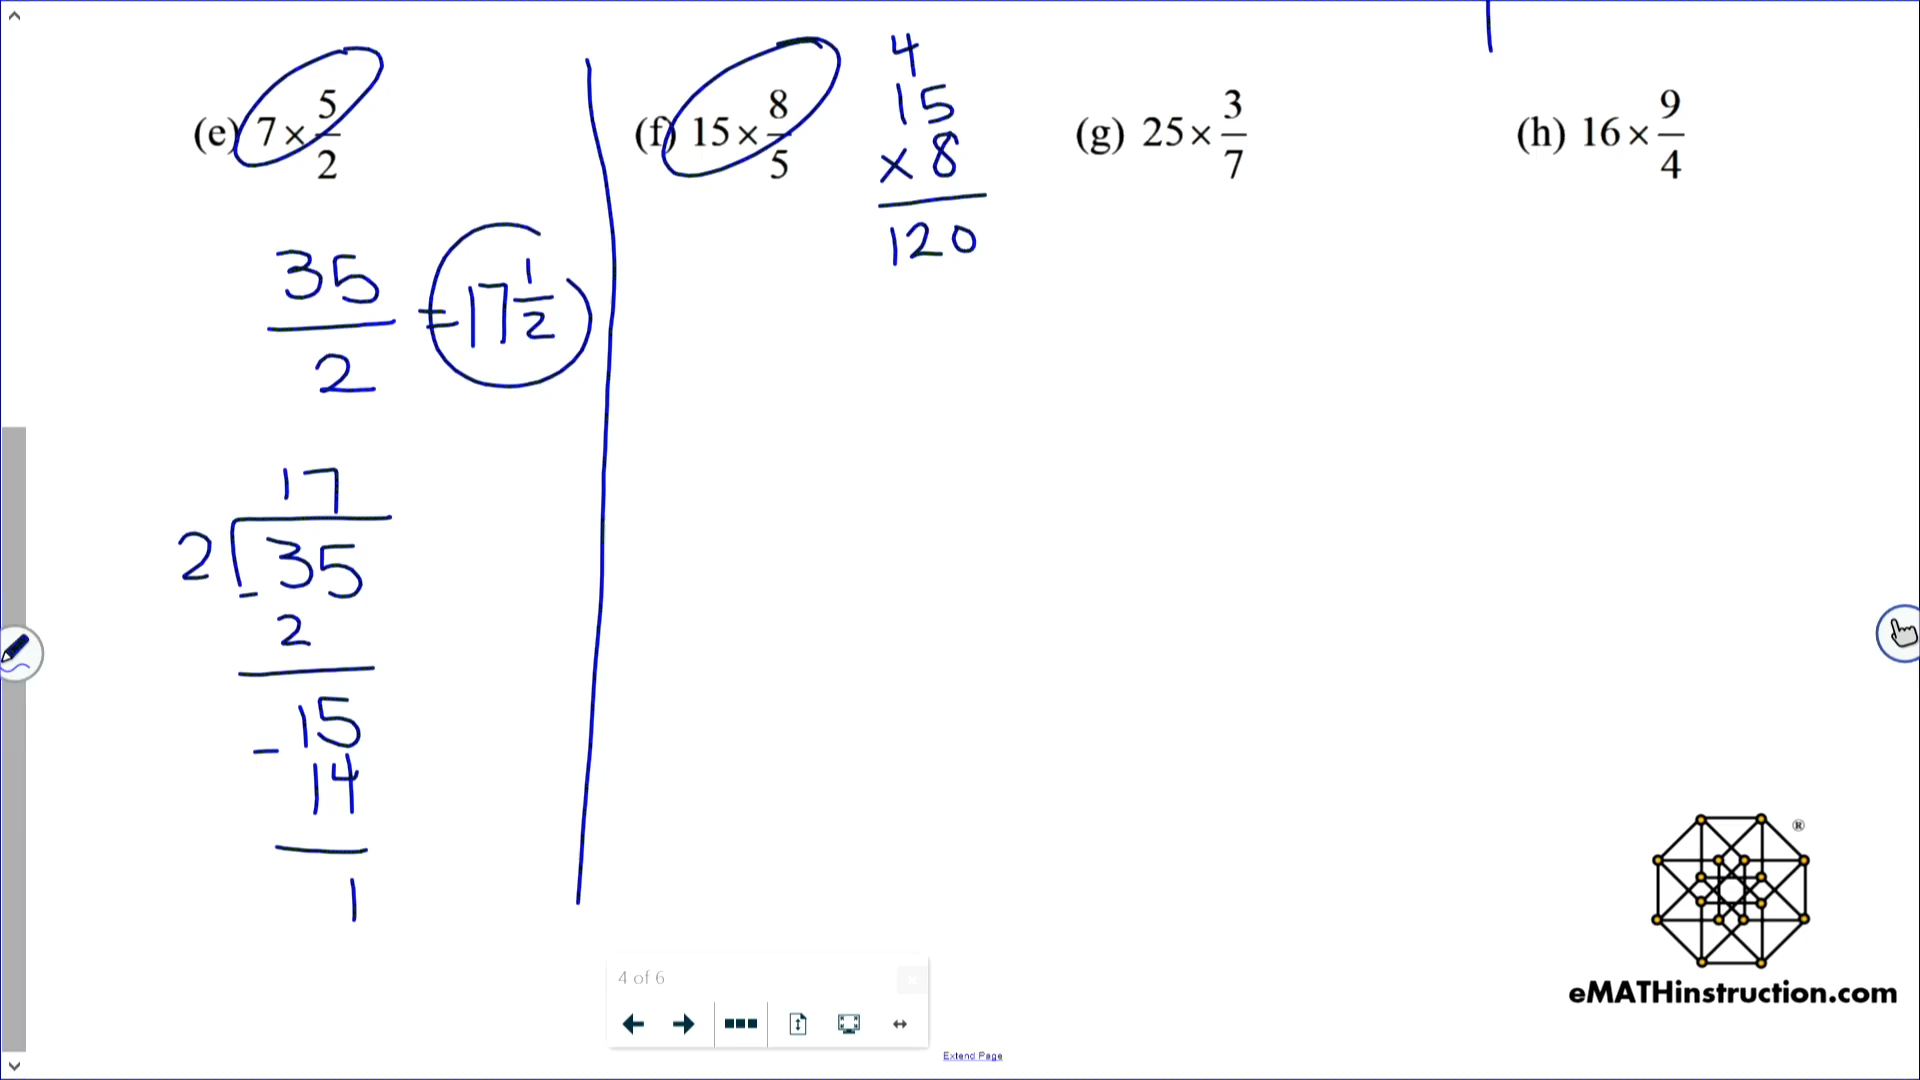 (e) 7 × 5/2
35/2 = 17 1/2
17
2 35
- 2
- 15
14
1
(f) 15 × 8/5
4
15
× 8
120
(g) 25 × 3/7
(h) 16 × 9/4
®
eMATHinstruction.com
4 of 6
Extend Page